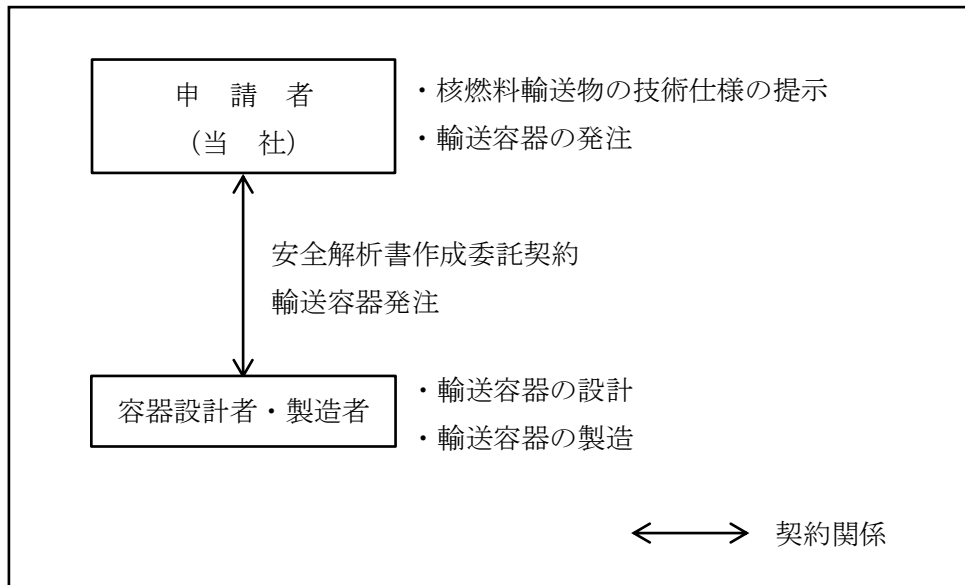 申 請 者
(当 社)
・核燃料輸送物の技術仕様の提示
・輸送容器の発注
安全解析書作成委託契約
輸送容器発注
容器設計者・製造者
・輸送容器の設計
・輸送容器の製造
契約関係